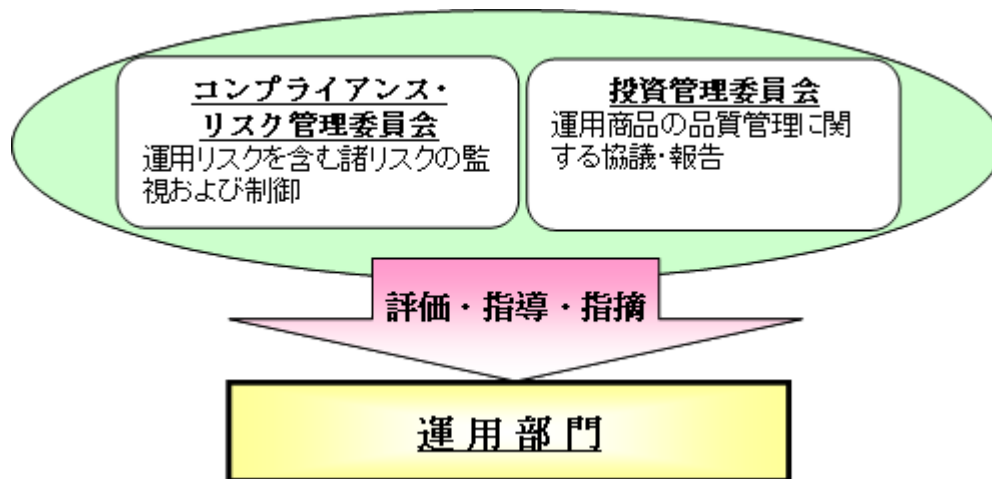 コンプライアンス・
リスク管理委員会
運用リスクを含む諸リスクの監
視および制御
投資管理委員会
運用商品の品質管理に関
する協議・報告
評価・指導・指摘
運用部門